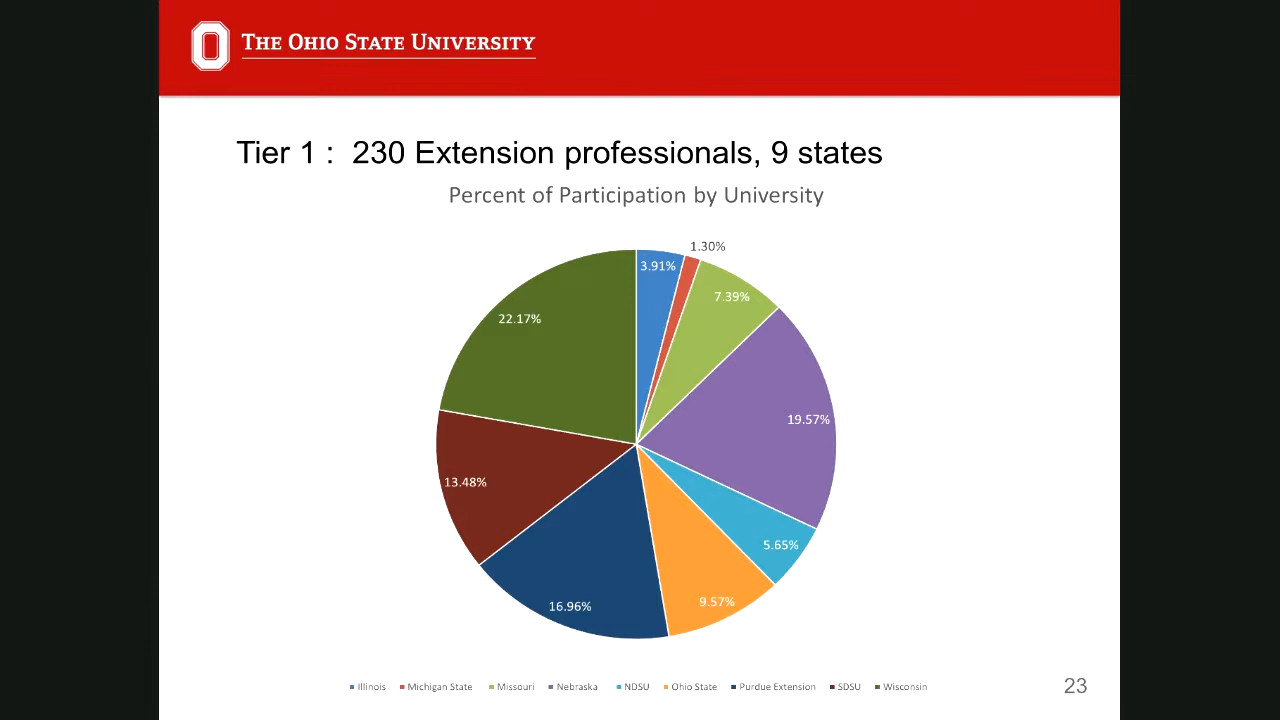 THE OHIO STATE UNIVERSITY
Tier 1 : 230 Extension professionals, 9 states
Percent of Participation by University
1.30%
3.91%
7.39%
22.17%
19.57%
13.48%
5.65%
9.57%
16.96%
Illinois Michigan State Missouri Nebraska NDSU Ohio State Purdue Extension SDSU Wisconsin
23